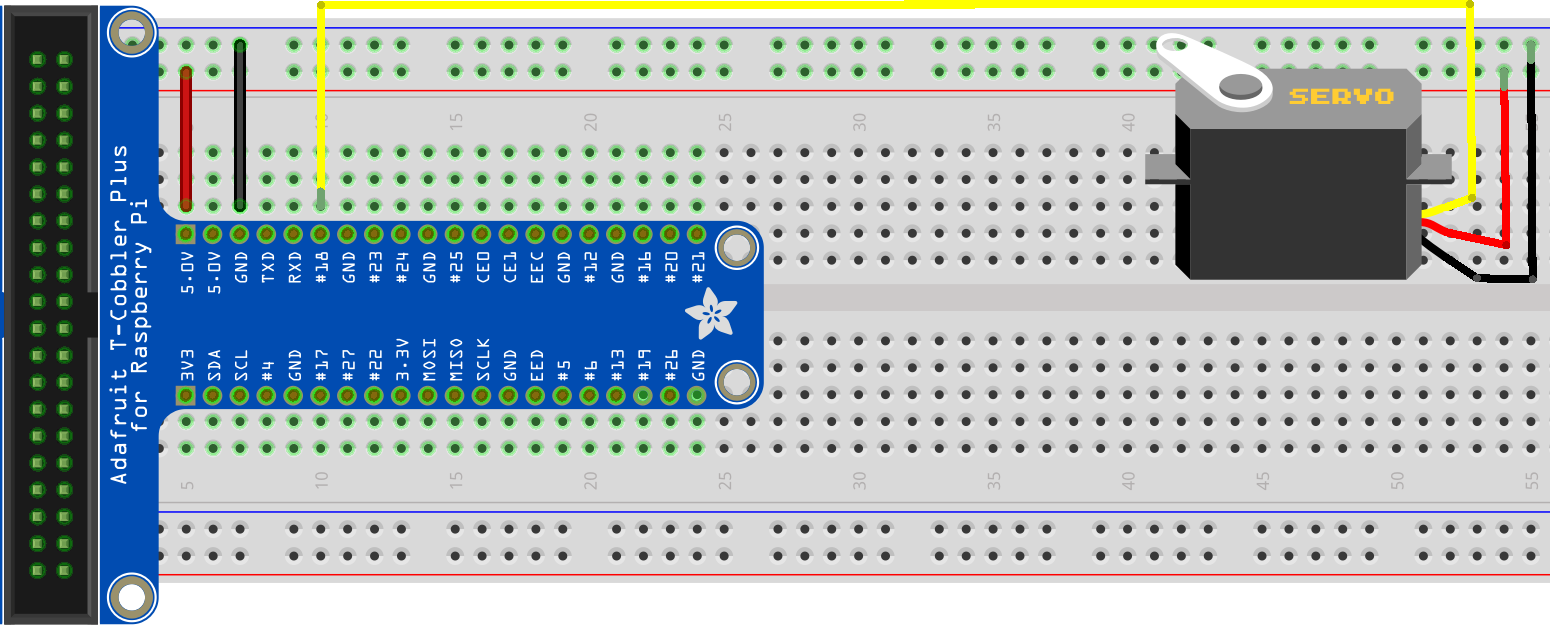 Adafruit T-Cobbler Plus
for Raspberry Pi
SERVO
15 20 25 30 35 40
5.0V
5.0V
GND
TXD
RXD
#18
GND
#23
#24
GND
#25
CE0
CE1
EEC
GND
#12
GND
#16
#20
#21
3V3
SDA
SCL
#4
GND
#17
#27
#22
3.3V
MOSI
MISO
SCLK
GND
EED
#5
#6
#13
#19
#26
GND
5 10 15 20 25 30 35 40 45 50 55